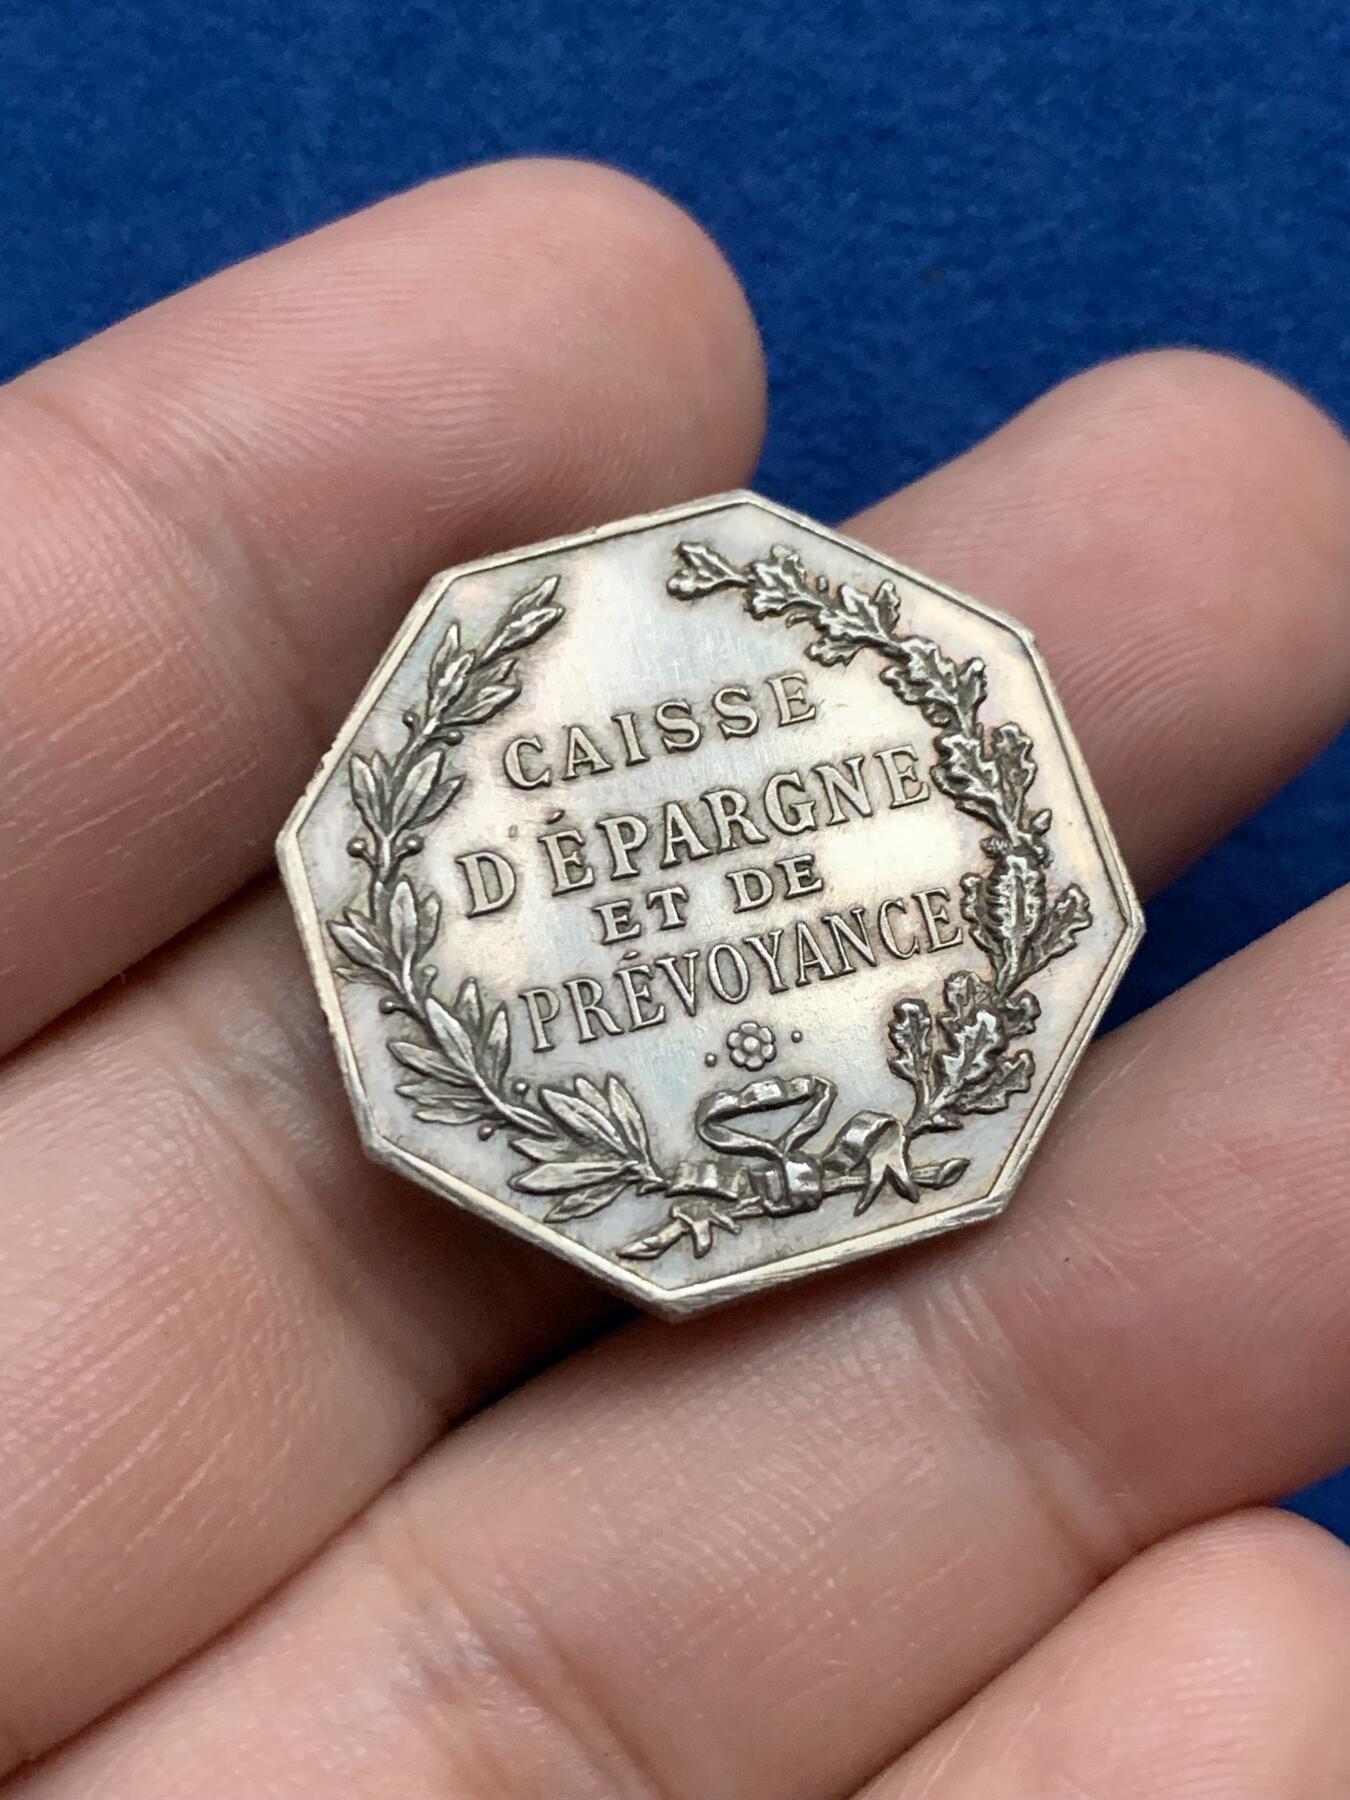 CAISSE
D'ÉPARGNE
ET DE
PRÉVOYANCE